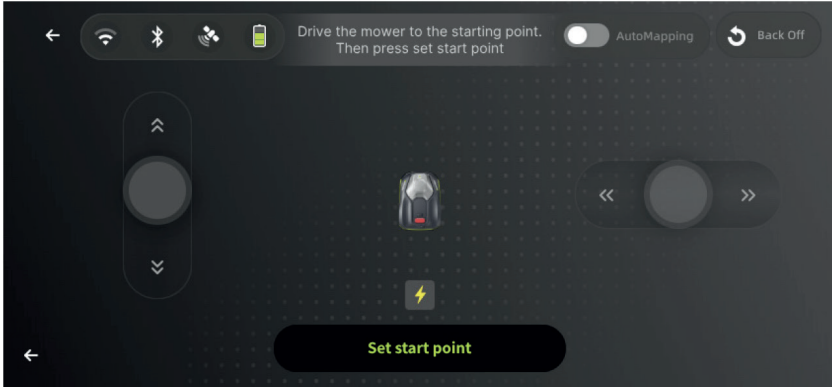 Drive the mower to the starting point.
Then press set start point
AutoMapping
Back Off
Set start point